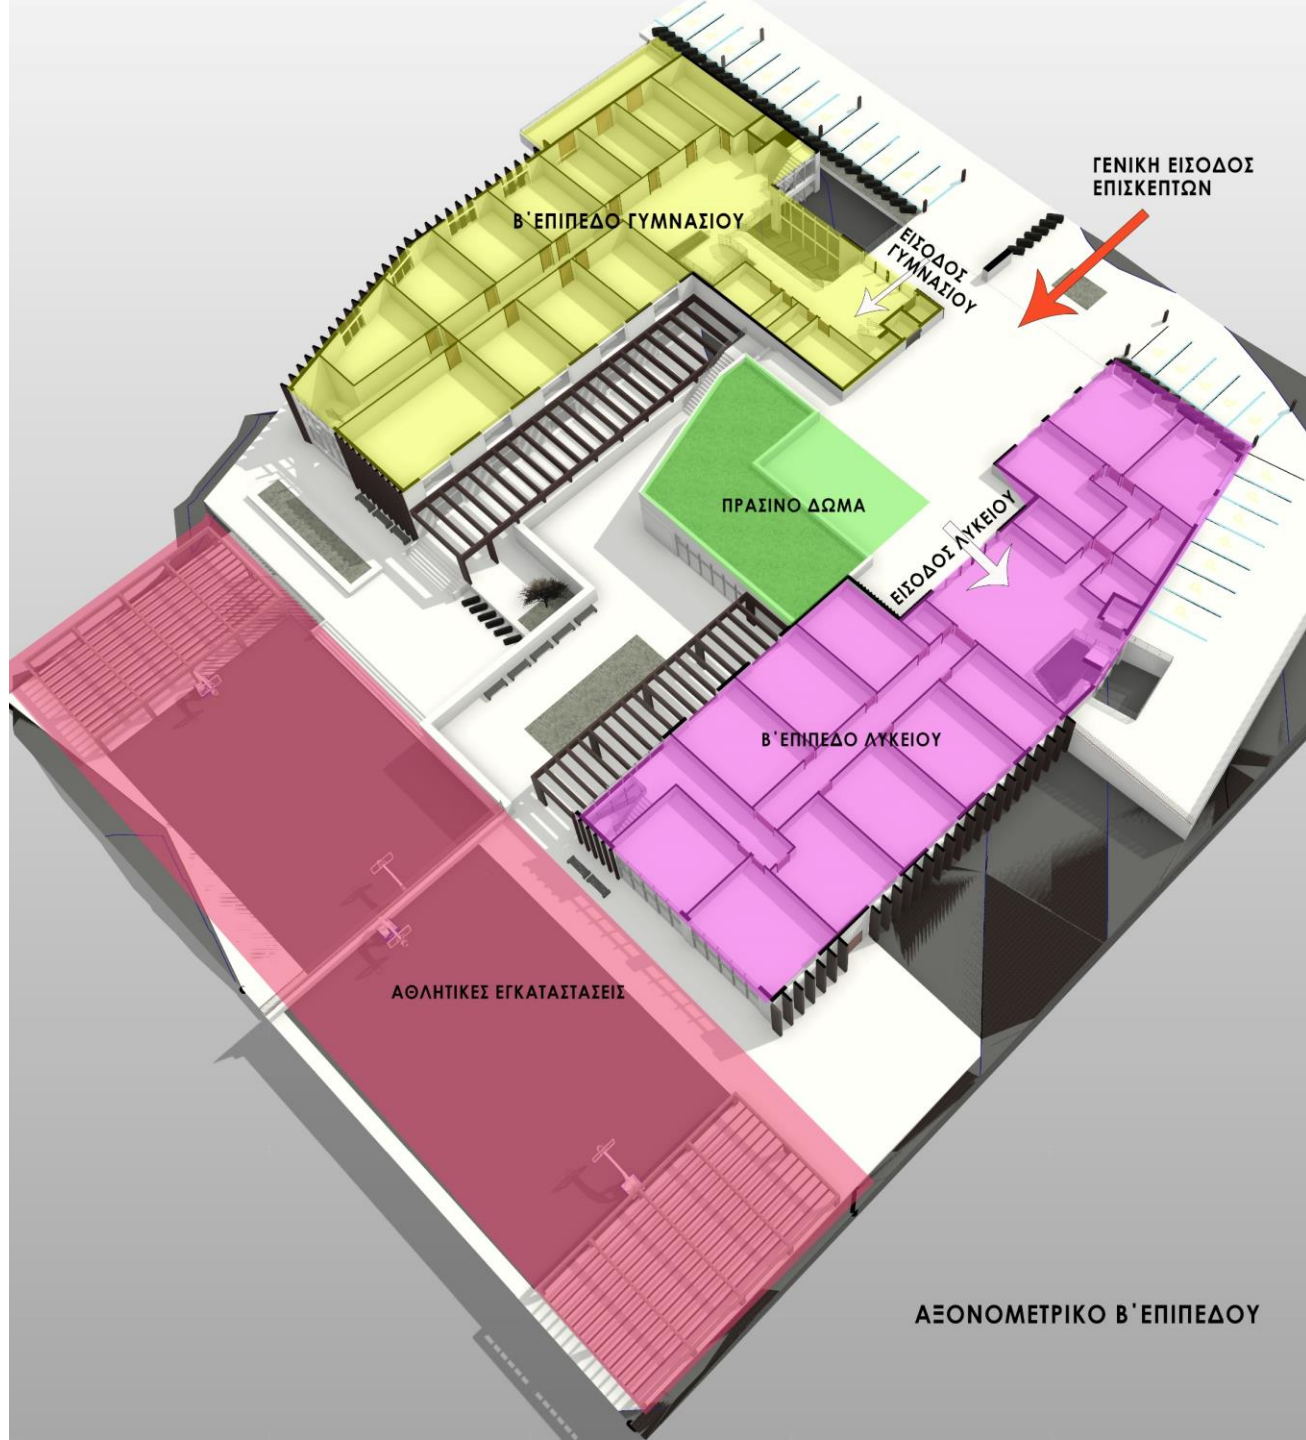 ΓΕΝΙΚΗ ΕΙΣΟΔΟΣ
ΕΠΙΣΚΕΠΤΩΝ
Β΄ΕΠΙΠΕΔΟ ΓΥΜΝΑΣΙΟΥ
ΕΙΣΟΔΟΣ
ΓΥΜΝΑΣΙΟΥ
ΠΡΑΣΙΝΟ ΔΩΜΑ
ΕΙΣΟΔΟΣ ΛΥΚΕΙΟΥ
Β΄ΕΠΙΠΕΔΟ ΛΥΚΕΙΟΥ
ΑΘΛΗΤΙΚΕΣ ΕΓΚΑΤΑΣΤΑΣΕΙΣ
ΑΞΟΝΟΜΕΤΡΙΚΟ Β΄ΕΠΙΠΕΔΟΥ